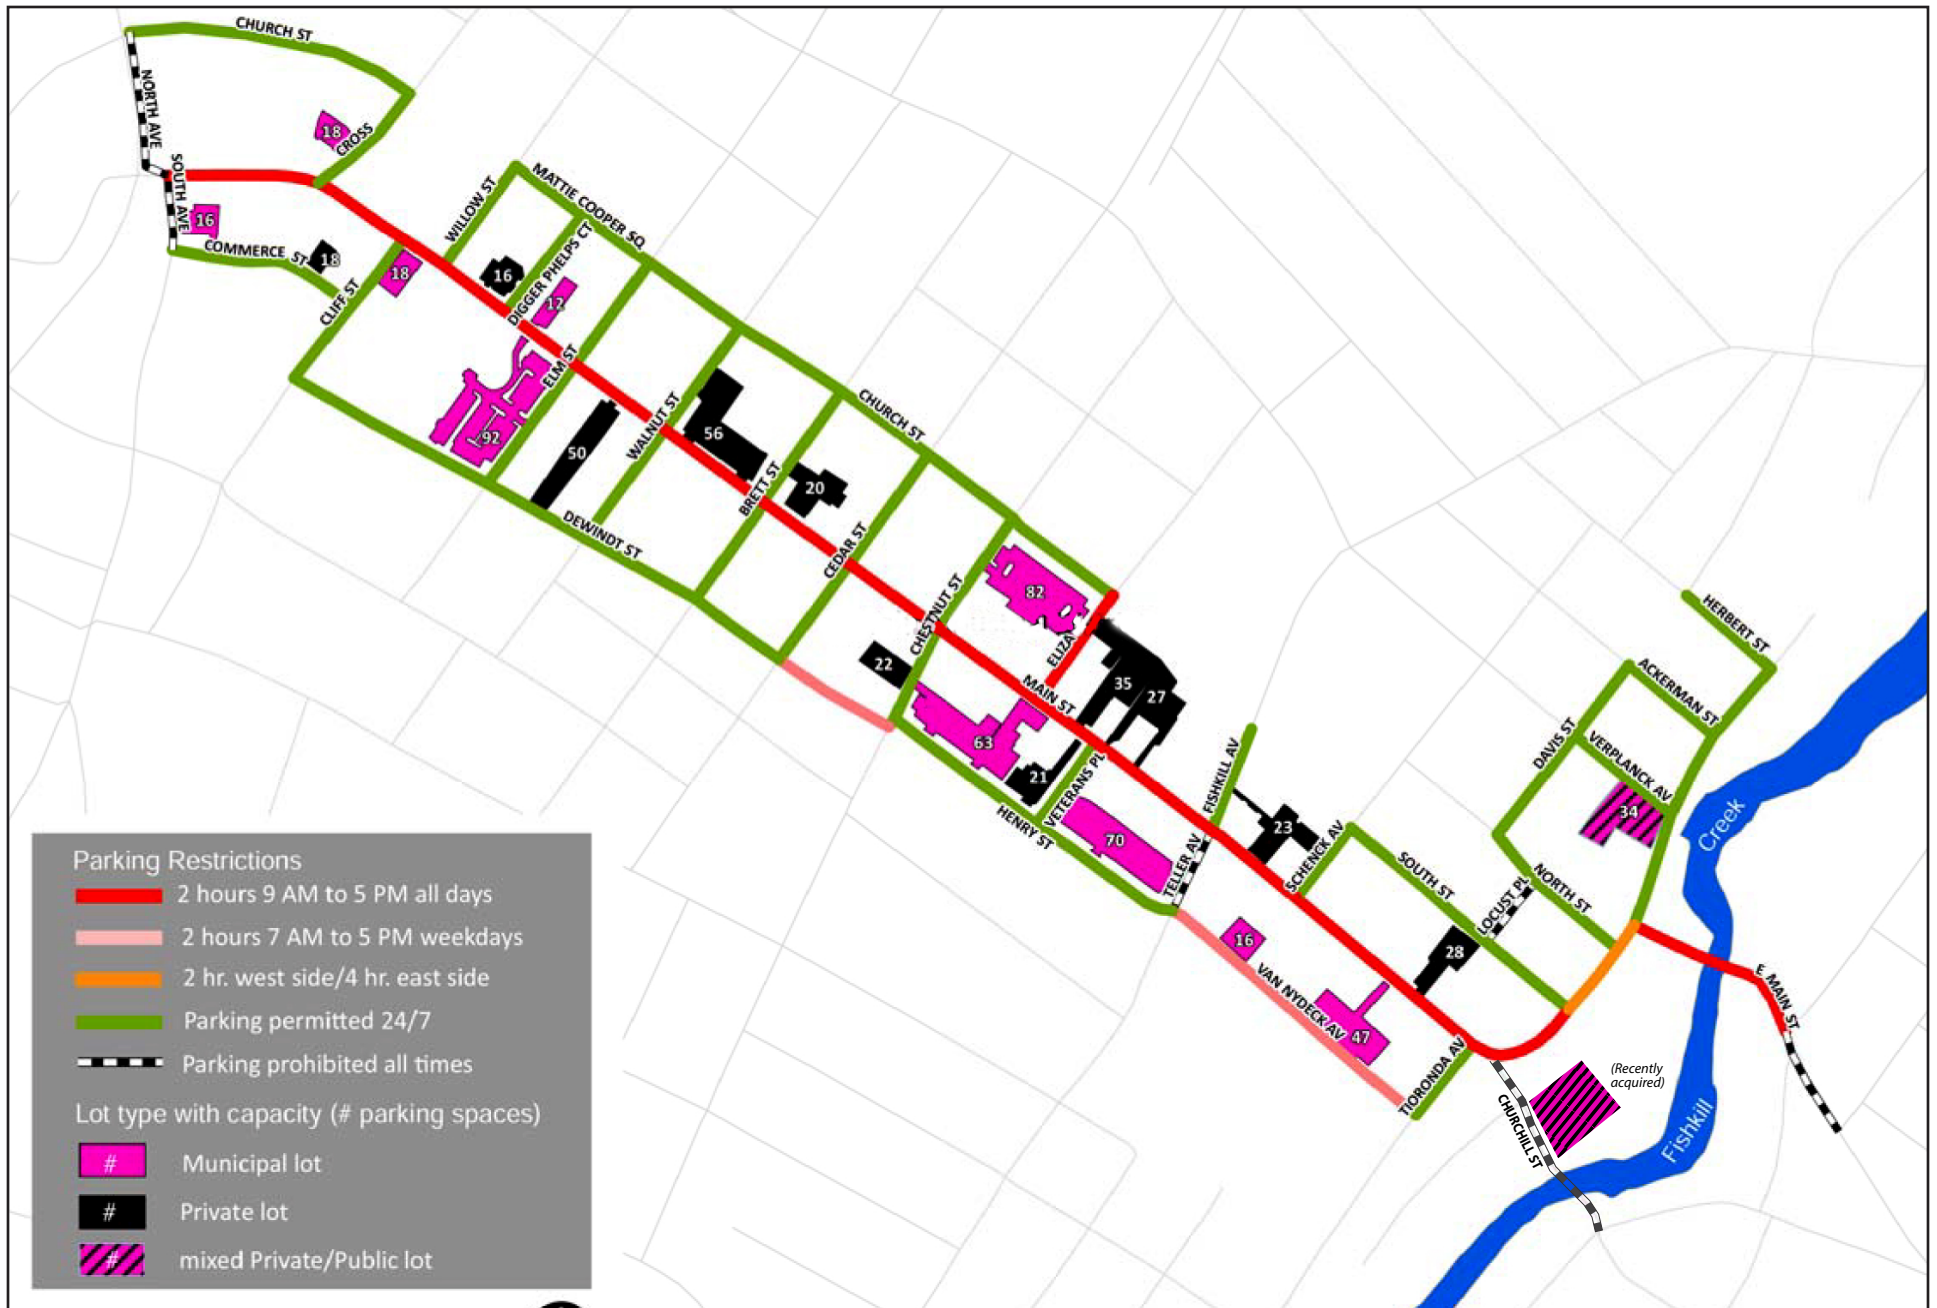 CHURCH ST
NORTH AVE
18
CROSS
SOUTH AVE
16
COMMERCE ST
18
CLIFF ST
18
WILLOW ST
MATTIE COOPER SQ
16
DIGGER PHELPS CT
12
ELM ST
92
50
WALNUT ST
56
BRETT ST
20
CHURCH ST
DEWINDT ST
CEDAR ST
CHESTNUT ST
82
ELIZA
22
MAIN ST
35
27
63
21
VETERANS PL
HENRY ST
70
FISHKILL AV
TELLER AV
23
SCHENCK AV
SOUTH ST
LOCUST PL
NORTH ST
28
16
VAN NYDECK AV
47
TIORONDA AV
DAVIS ST
VERPLANCK AV
ACKERMAN ST
HERBERT ST
34
Creek
E MAIN ST
(Recently
acquired)
CHURCHILL ST
Fishkill
Parking Restrictions
2 hours 9 AM to 5 PM all days
2 hours 7 AM to 5 PM weekdays
2 hr. west side/4 hr. east side
Parking permitted 24/7
Parking prohibited all times
Lot type with capacity (# parking spaces)
# Municipal lot
# Private lot
# mixed Private/Public lot